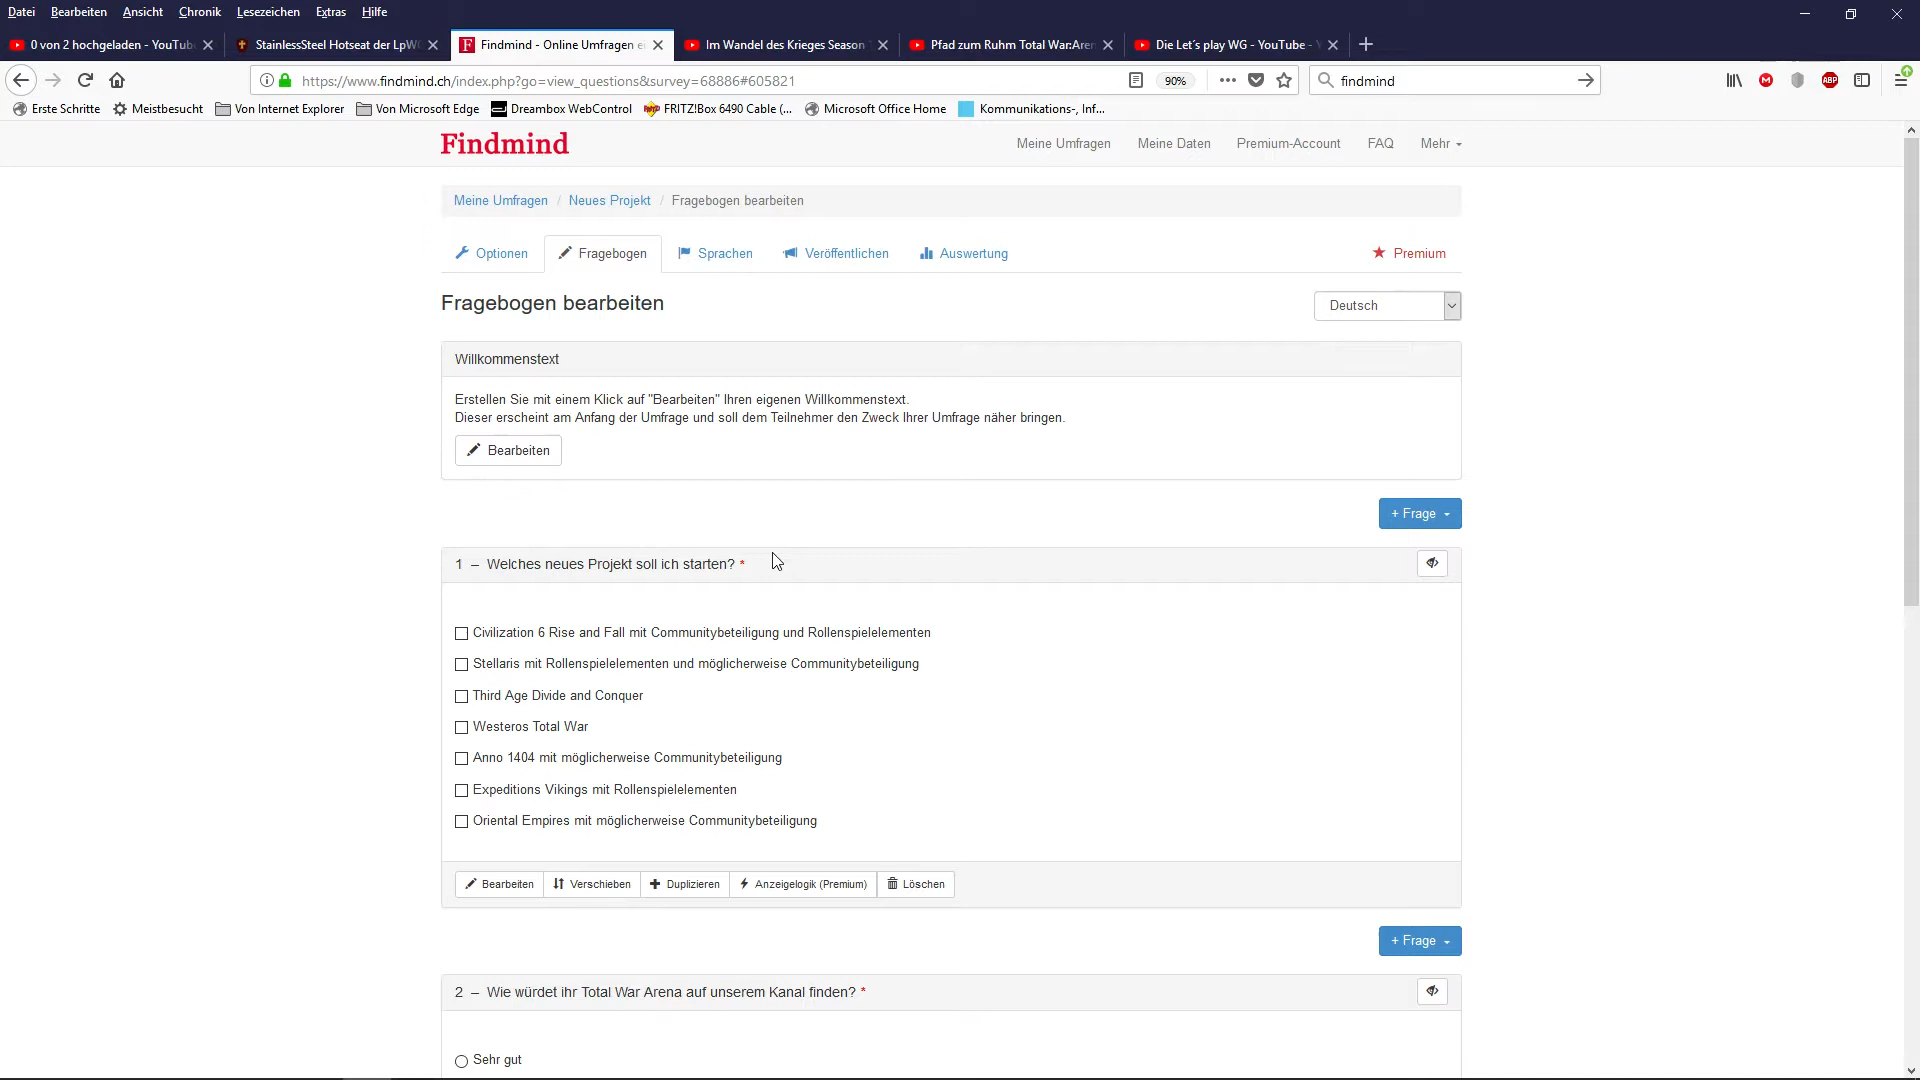 Datei Bearbeiten Ansicht Chronik Lesezeichen Extras Hilfe
0 von 2 hochgeladen - YouTub StainlessSteel Hotseat der LpW Findmind - Online Umfragen e Im Wandel des Krieges Season Pfad zum Ruhm Total War:Aren Die Let´s play WG - YouTube -
https://www.findmind.ch/index.php?go=view_questions&survey=68886#605821 90% findmind
Erste Schritte Meistbesucht Von Internet Explorer Von Microsoft Edge Dreambox WebControl FRITZ!Box 6490 Cable (... Microsoft Office Home Kommunikations-, Inf...
Findmind Meine Umfragen Meine Daten Premium-Account FAQ Mehr
Meine Umfragen / Neues Projekt / Fragebogen bearbeiten
Optionen Fragebogen Sprachen Veröffentlichen Auswertung Premium
Fragebogen bearbeiten Deutsch
Willkommenstext
Erstellen Sie mit einem Klick auf "Bearbeiten" Ihren eigenen Willkommenstext.
Dieser erscheint am Anfang der Umfrage und soll dem Teilnehmer den Zweck Ihrer Umfrage näher bringen.
Bearbeiten
+ Frage
1 – Welches neues Projekt soll ich starten? *
Civilization 6 Rise and Fall mit Communitybeteiligung und Rollenspielelementen
Stellaris mit Rollenspielelementen und möglicherweise Communitybeteiligung
Third Age Divide and Conquer
Westeros Total War
Anno 1404 mit möglicherweise Communitybeteiligung
Expeditions Vikings mit Rollenspielelementen
Oriental Empires mit möglicherweise Communitybeteiligung
Bearbeiten Verschieben Duplizieren Anzeigelogik (Premium) Löschen
+ Frage
2 – Wie würdet ihr Total War Arena auf unserem Kanal finden? *
Sehr gut